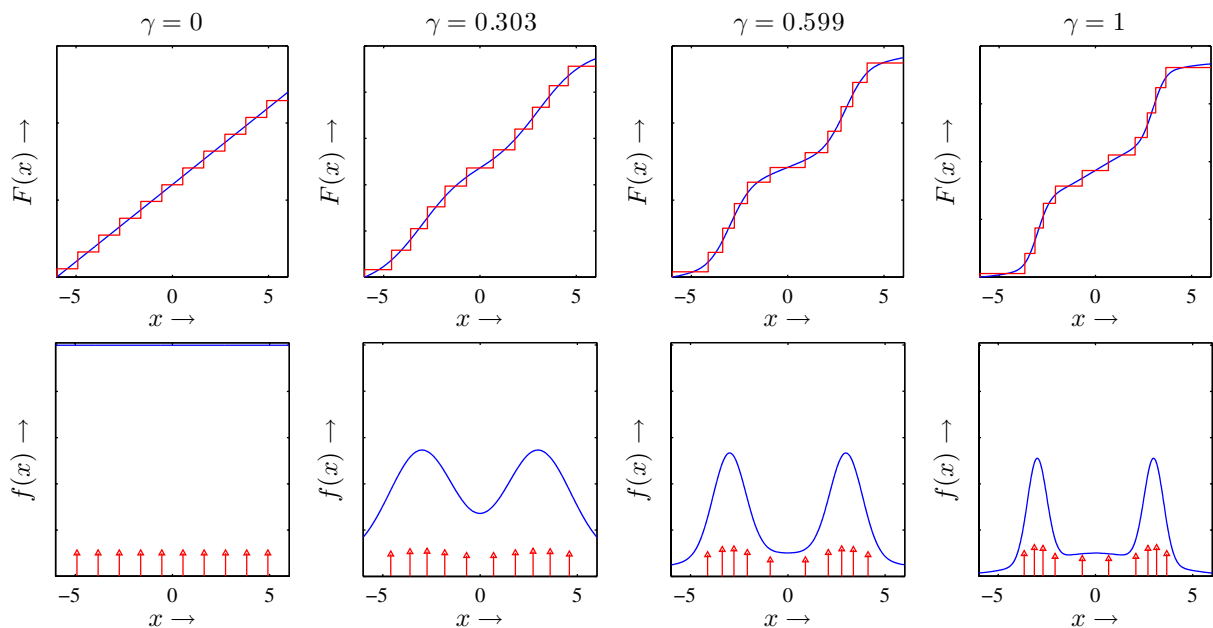 γ = 0
γ = 0.303
γ = 0.599
γ = 1
F(x) →
F(x) →
F(x) →
F(x) →
−5 0 5
−5 0 5
−5 0 5
−5 0 5
x →
x →
x →
x →
f(x) →
f(x) →
f(x) →
f(x) →
−5 0 5
−5 0 5
−5 0 5
−5 0 5
x →
x →
x →
x →